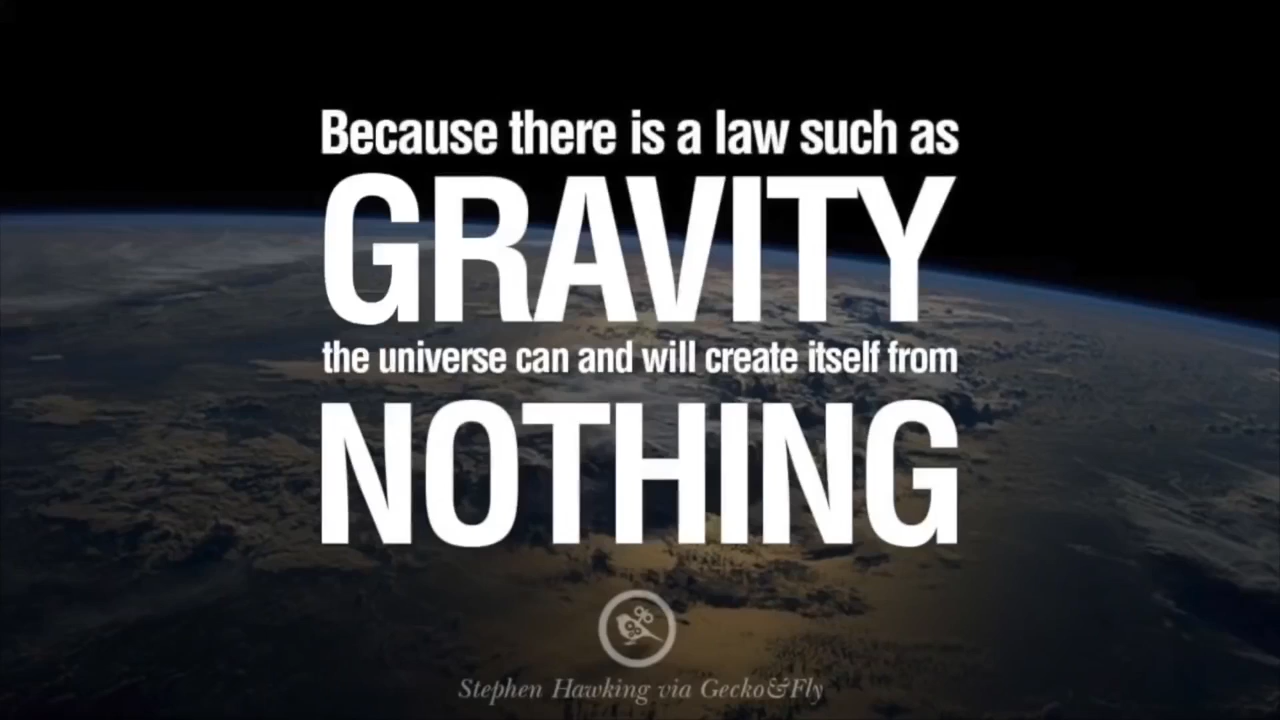 Because there is a law such as
GRAVITY
the universe can and will create itself from
NOTHING
Stephen Hawking via Gecko&Fly